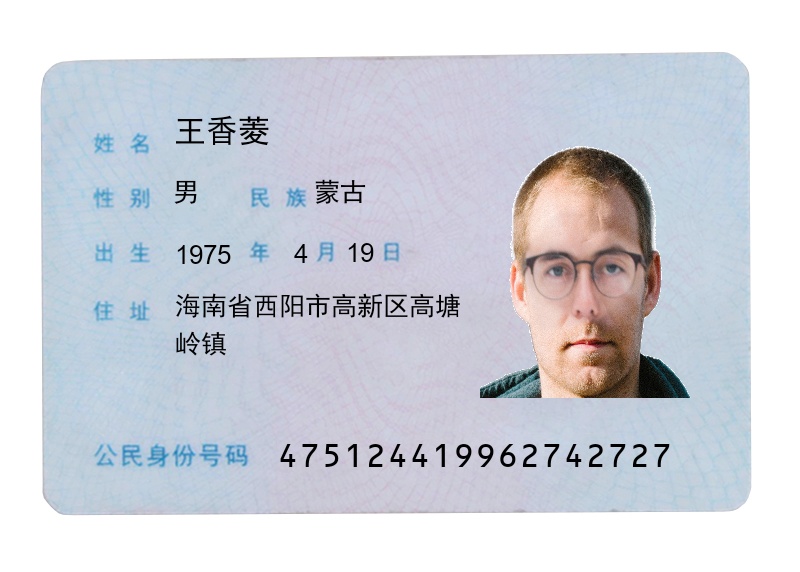 姓名 王香菱
性别 男 民族 蒙古
出生 1975 年 4 月 19 日
住址 海南省西阳市高新区高塘
岭镇
公民身份号码 475124419962742727